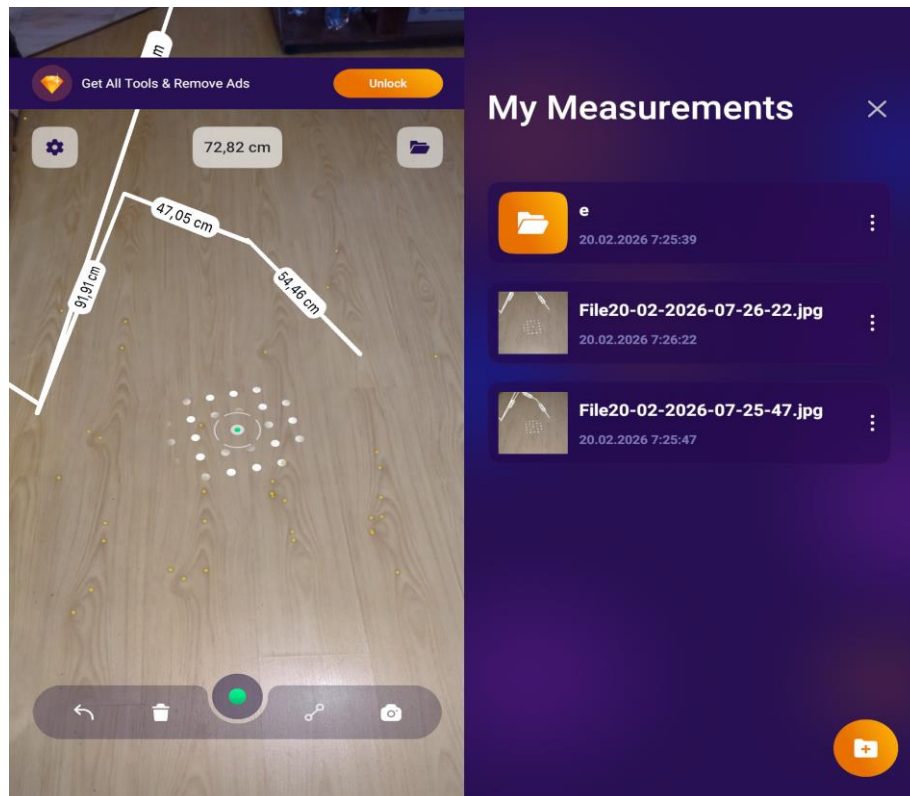 m
Get All Tools & Remove Ads
Unlock
72,82 cm
47,05 cm
91,91 cm
54,46 cm
My Measurements
e
20.02.2026 7:25:39
File20-02-2026-07-26-22.jpg
20.02.2026 7:26:22
File20-02-2026-07-25-47.jpg
20.02.2026 7:25:47